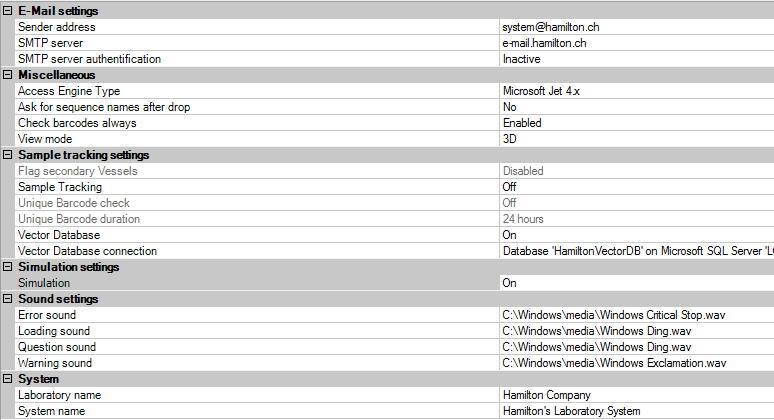 E-Mail settings
Sender address system@hamilton.ch
SMTP server e-mail.hamilton.ch
SMTP server authentification Inactive
Miscellaneous
Access Engine Type Microsoft Jet 4.x
Ask for sequence names after drop No
Check barcodes always Enabled
View mode 3D
Sample tracking settings
Flag secondary Vessels Disabled
Sample Tracking Off
Unique Barcode check Off
Unique Barcode duration 24 hours
Vector Database On
Vector Database connection Database 'HamiltonVectorDB' on Microsoft SQL Server 'LO
Simulation settings
Simulation On
Sound settings
Error sound C:\Windows\media\Windows Critical Stop.wav
Loading sound C:\Windows\media\Windows Ding.wav
Question sound C:\Windows\media\Windows Ding.wav
Warning sound C:\Windows\media\Windows Exclamation.wav
System
Laboratory name Hamilton Company
System name Hamilton's Laboratory System